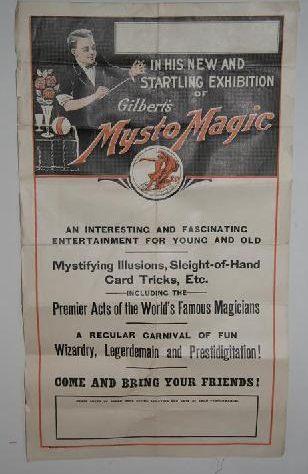 IN HIS NEW AND
STARTLING EXHIBITION
OF
Gilbert's
Mysto Magic
AN INTERESTING AND FASCINATING
ENTERTAINMENT FOR YOUNG AND OLD
Mystifying Illusions, Sleight-of-Hand
Card Tricks, Etc.
INCLUDING THE
Premier Acts of the World's Famous Magicians
A REGULAR CARNIVAL OF FUN
Wizardry, Legerdemain and Prestidigitation!
COME AND BRING YOUR FRIENDS!